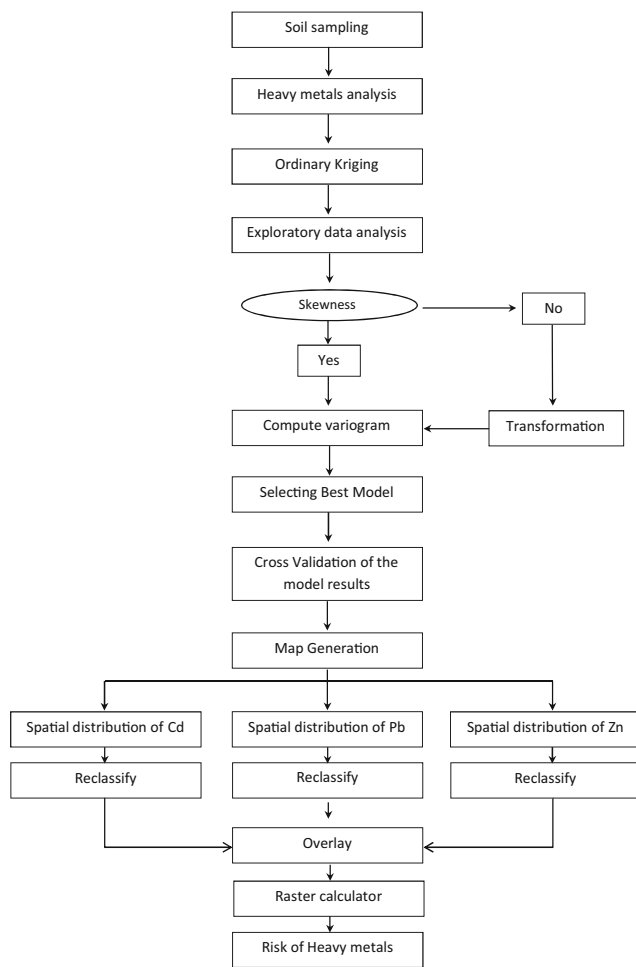 Soil sampling
Heavy metals analysis
Ordinary Kriging
Exploratory data analysis
Skewness
No
Yes
Compute variogram
Transformation
Selecting Best Model
Cross Validation of the
model results
Map Generation
Spatial distribution of Cd
Spatial distribution of Pb
Spatial distribution of Zn
Reclassify
Reclassify
Reclassify
Overlay
Raster calculator
Risk of Heavy metals